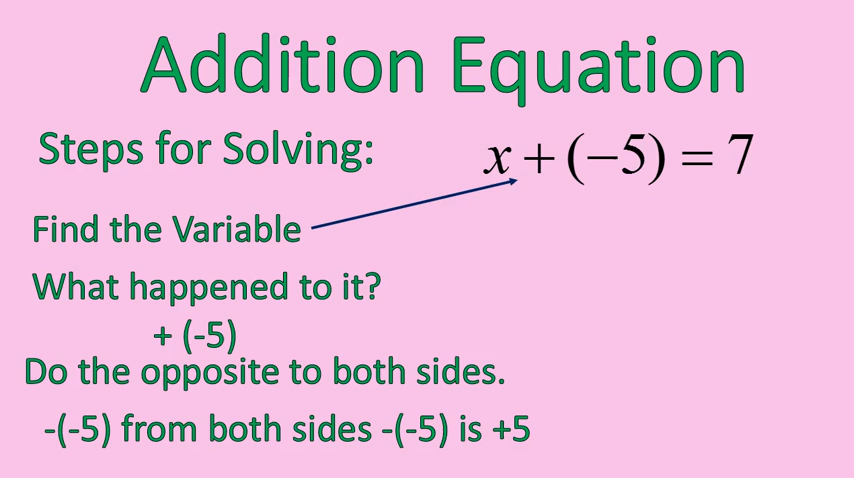 Addition Equation
Steps for Solving:
x + (−5) = 7
Find the Variable
What happened to it?
+ (-5)
Do the opposite to both sides.
-(-5) from both sides -(-5) is +5